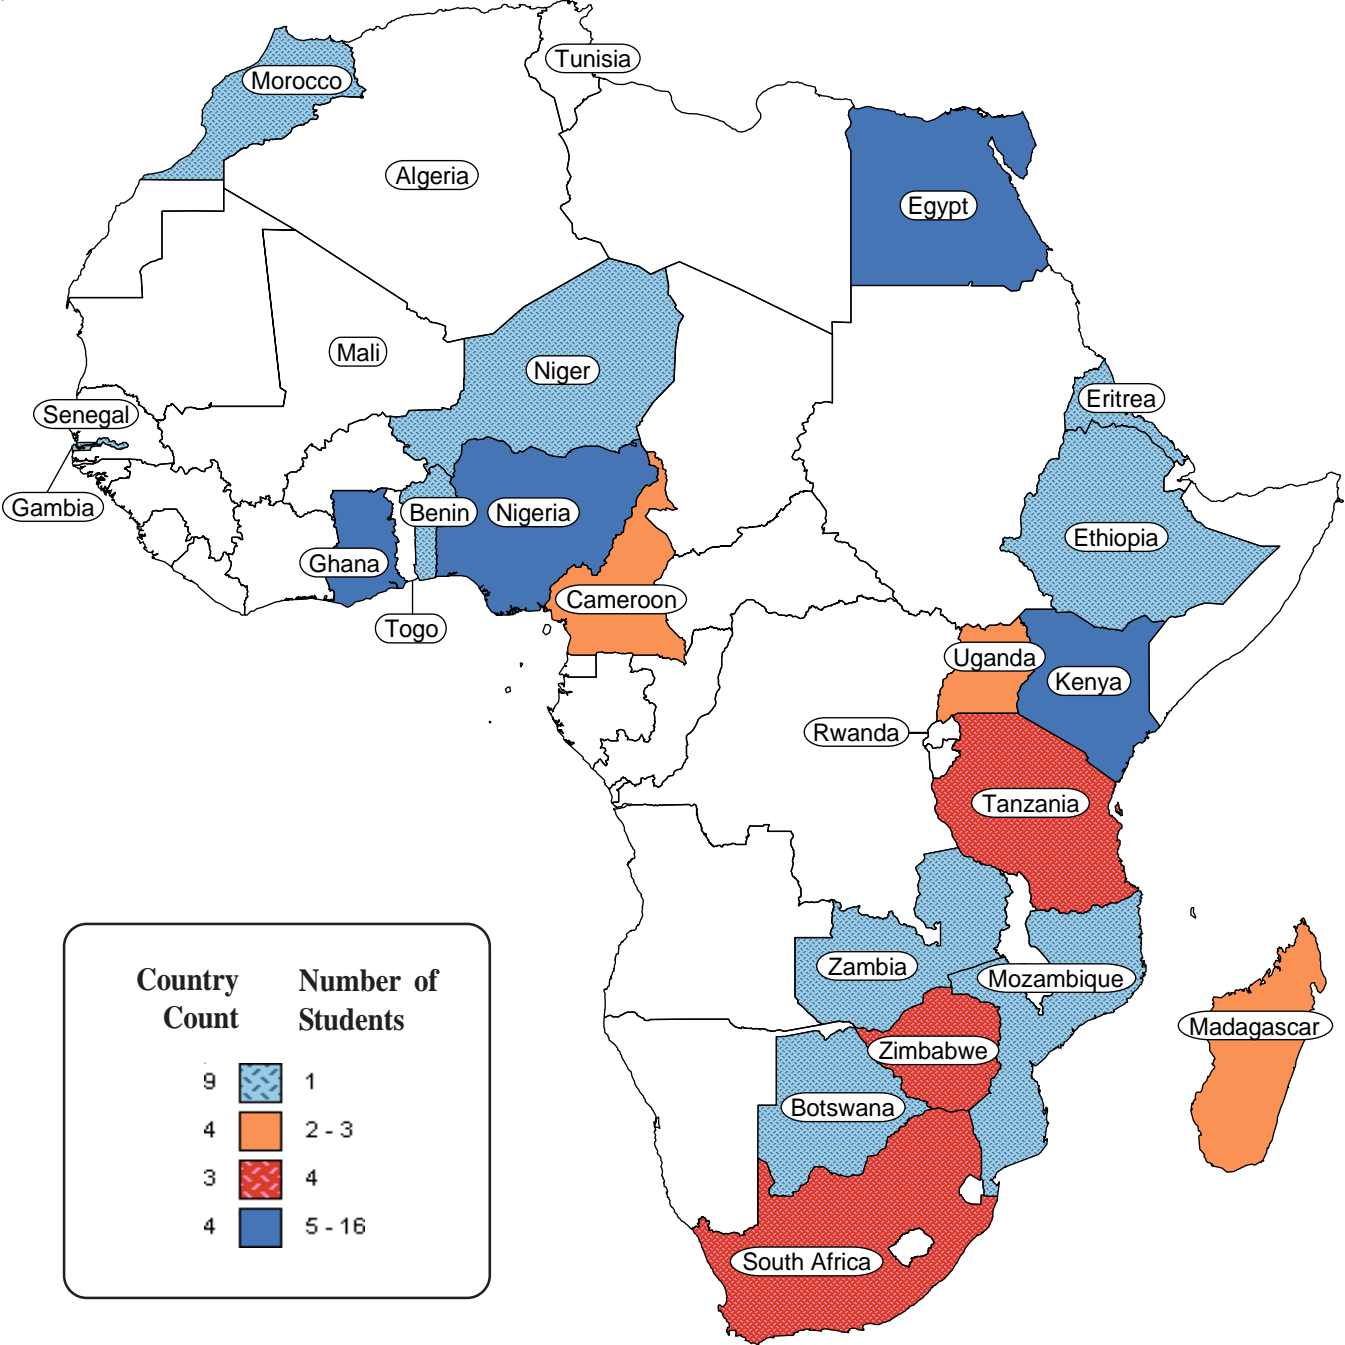 Tunisia
Morocco
Algeria
Egypt
Mali
Niger
Eritrea
Senegal
Gambia
Benin
Nigeria
Ethiopia
Ghana
Cameroon
Togo
Uganda
Kenya
Rwanda
Tanzania
Zambia
Mozambique
Madagascar
Zimbabwe
Botswana
South Africa
Country Number of
Count Students
9 1
4 2 - 3
3 4
4 5 - 16